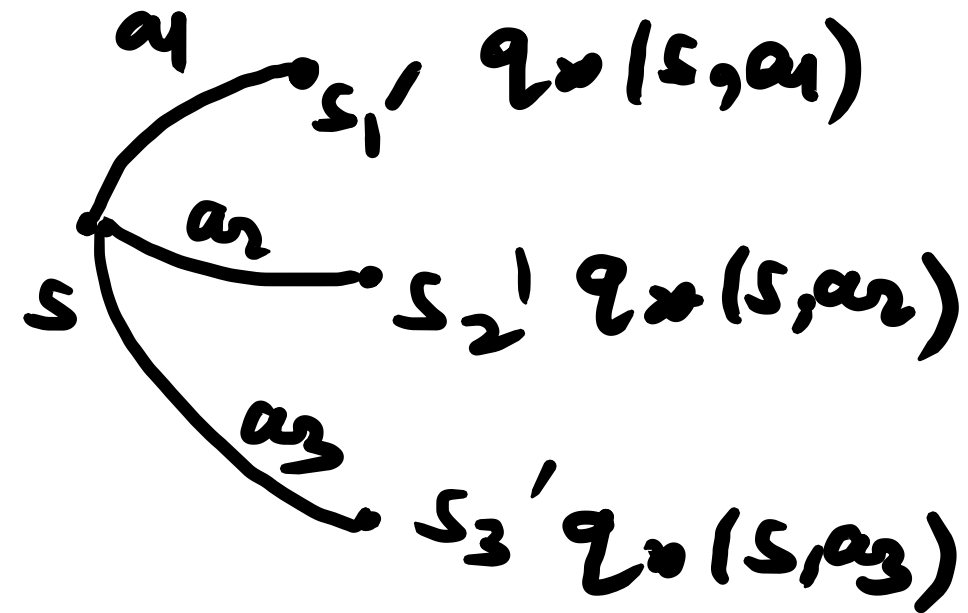 a1
s1' q*(s,a1)
a2
s
s2' q*(s,a2)
a3
s3' q*(s,a3)